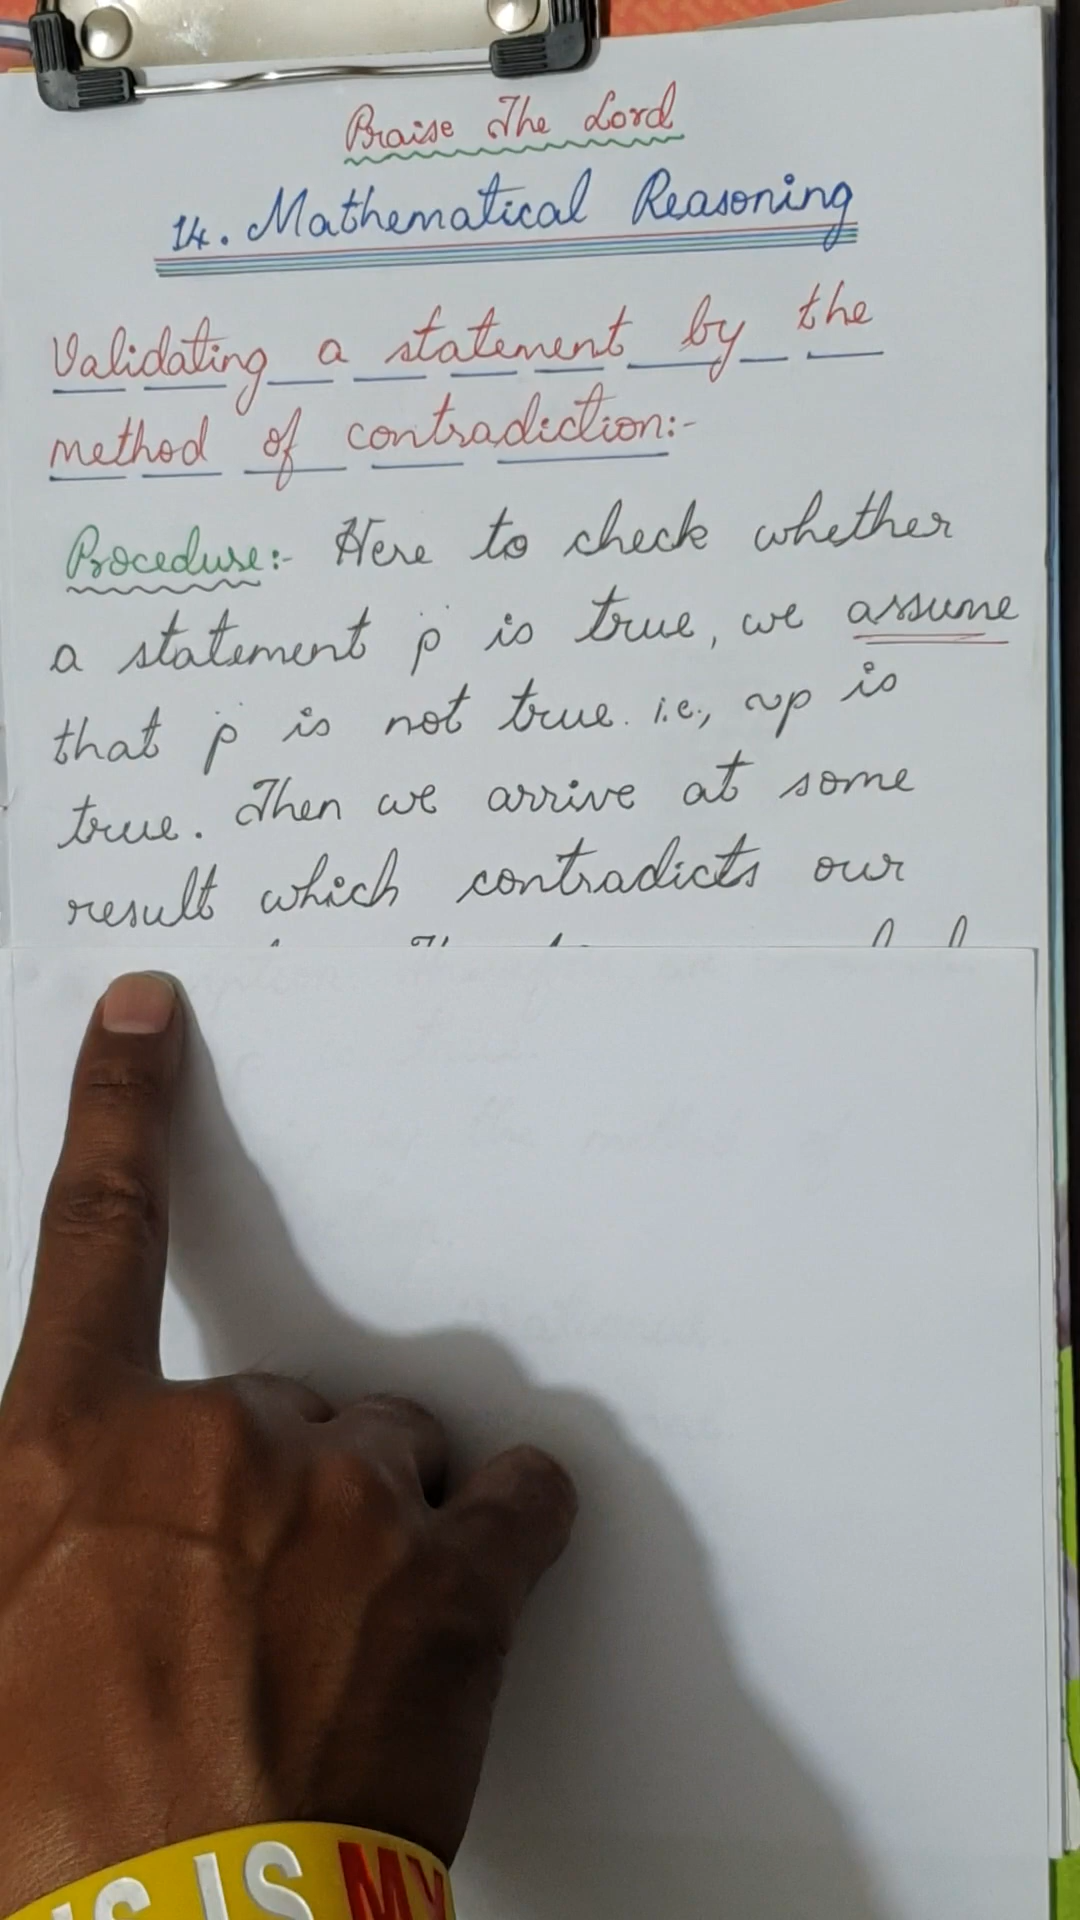 Praise The Lord
14. Mathematical Reasoning
Validating a statement by the
method of contradiction:-
Procedure:- Here to check whether
a statement p is true, we assume
that p is not true. i.e., ~p is
true. Then we arrive at some
result which contradicts our
IS MY